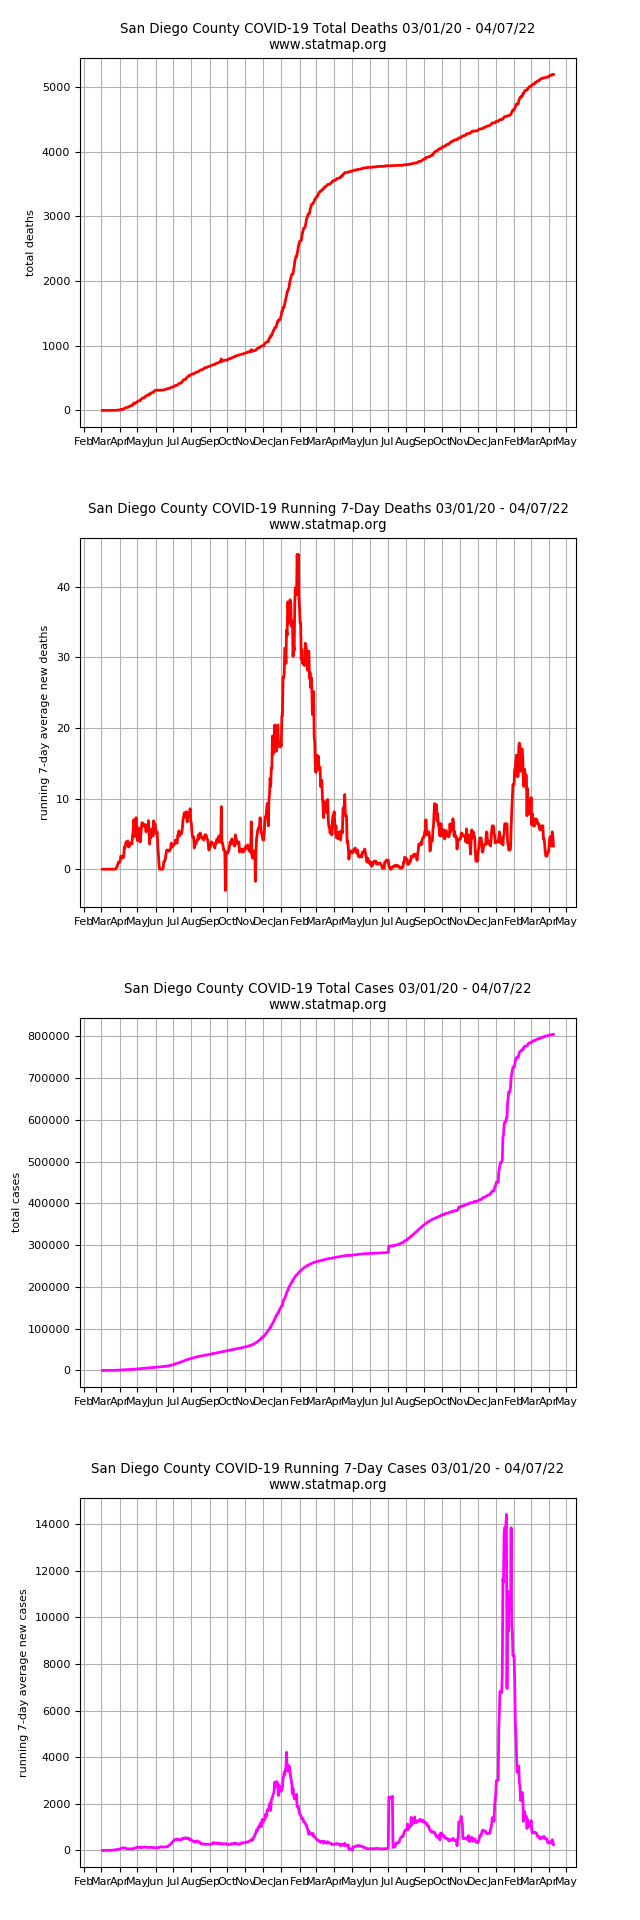 San Diego County COVID-19 Total Deaths 03/01/20 - 04/07/22
www.statmap.org
5000
4000
3000
2000
1000
0
total deaths
Feb Mar Apr May Jun Jul Aug Sep Oct Nov Dec Jan Feb Mar Apr May Jun Jul Aug Sep Oct Nov Dec Jan Feb Mar Apr May
San Diego County COVID-19 Running 7-Day Deaths 03/01/20 - 04/07/22
www.statmap.org
40
30
20
10
0
running 7-day average new deaths
Feb Mar Apr May Jun Jul Aug Sep Oct Nov Dec Jan Feb Mar Apr May Jun Jul Aug Sep Oct Nov Dec Jan Feb Mar Apr May
San Diego County COVID-19 Total Cases 03/01/20 - 04/07/22
www.statmap.org
800000
700000
600000
500000
400000
300000
200000
100000
0
total cases
Feb Mar Apr May Jun Jul Aug Sep Oct Nov Dec Jan Feb Mar Apr May Jun Jul Aug Sep Oct Nov Dec Jan Feb Mar Apr May
San Diego County COVID-19 Running 7-Day Cases 03/01/20 - 04/07/22
www.statmap.org
14000
12000
10000
8000
6000
4000
2000
0
running 7-day average new cases
Feb Mar Apr May Jun Jul Aug Sep Oct Nov Dec Jan Feb Mar Apr May Jun Jul Aug Sep Oct Nov Dec Jan Feb Mar Apr May